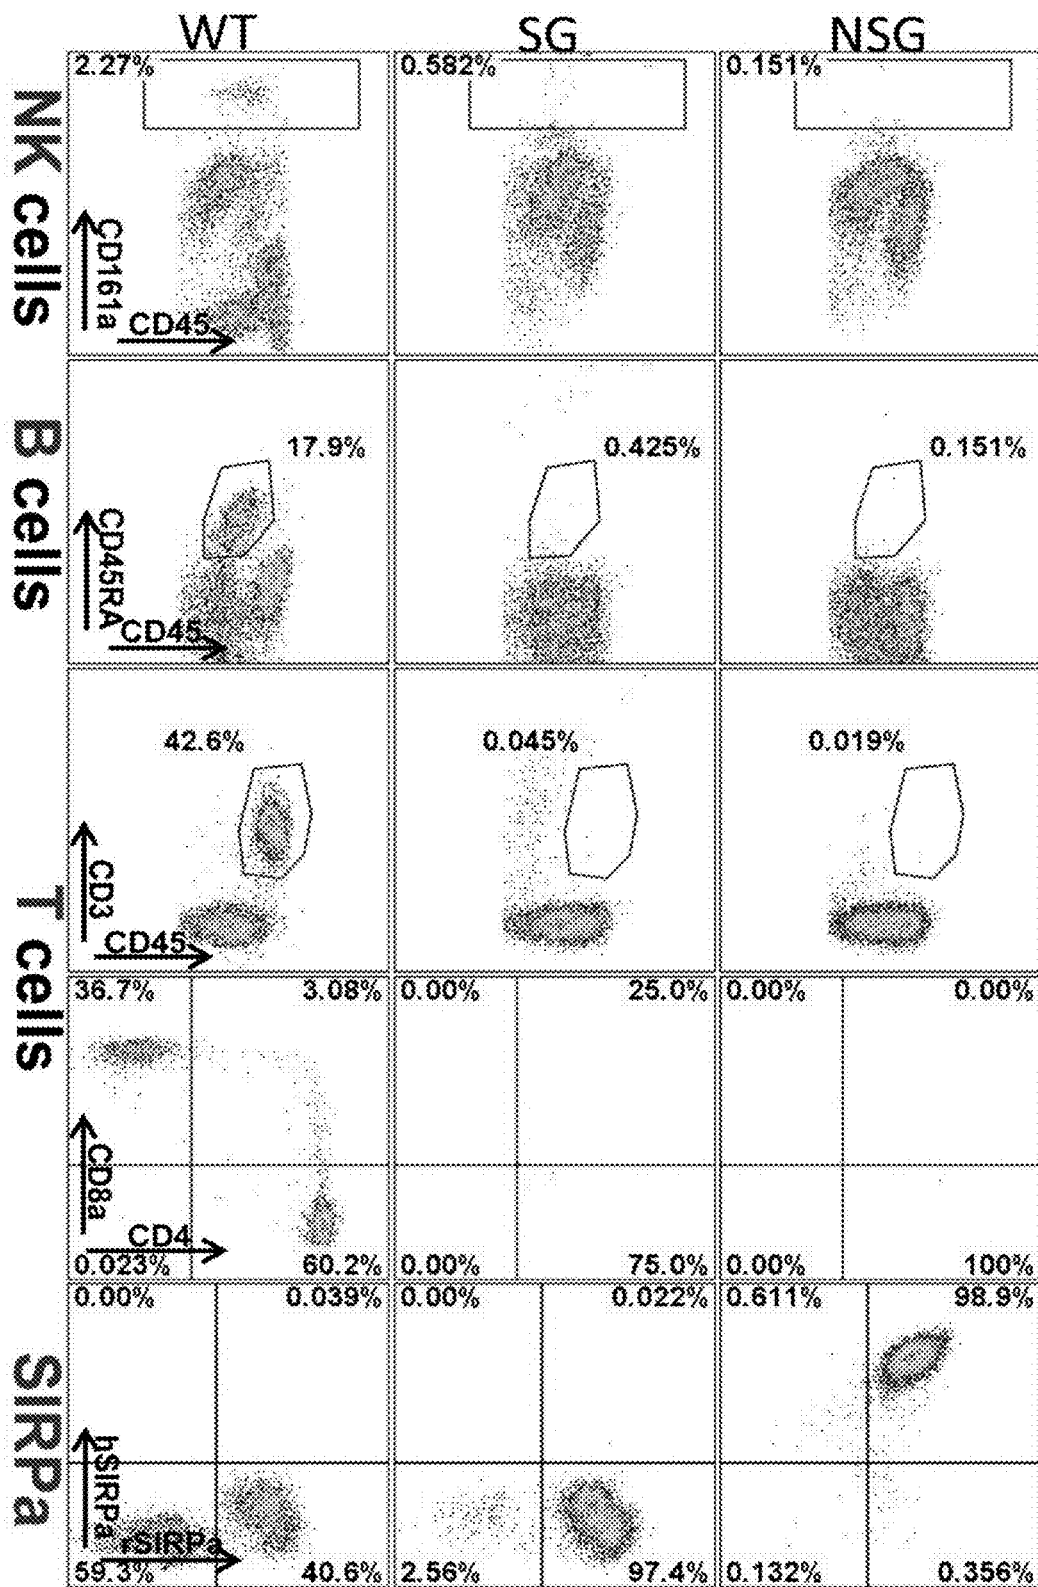 WT SG NSG
NK cells
2.27% 0.582% 0.151%
CD161a
CD45
B cells
17.9% 0.425% 0.151%
CD45RA
CD45
T cells
42.6% 0.045% 0.019%
CD3
CD45
36.7% 3.08% 0.00% 25.0% 0.00% 0.00%
CD8a
CD4
0.023% 60.2% 0.00% 75.0% 0.00% 100%
SIRPa
0.00% 0.039% 0.00% 0.022% 0.611% 98.9%
hSIRPa
rSIRPa
59.3% 40.6% 2.56% 97.4% 0.132% 0.356%